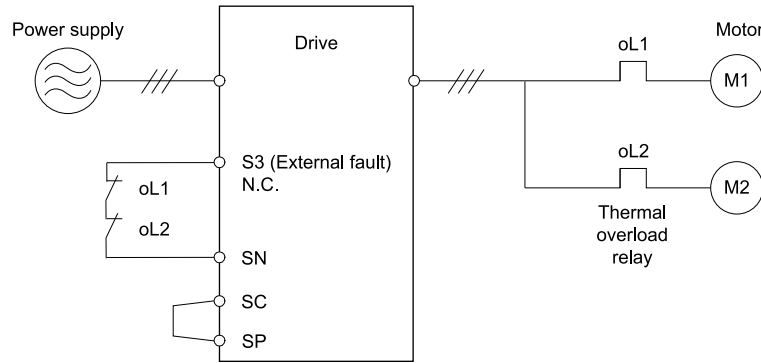 Power supply
Drive
oL1
Motor
M1
S3 (External fault)
N.C.
oL1
oL2
oL2
M2
Thermal
overload
relay
SN
SC
SP